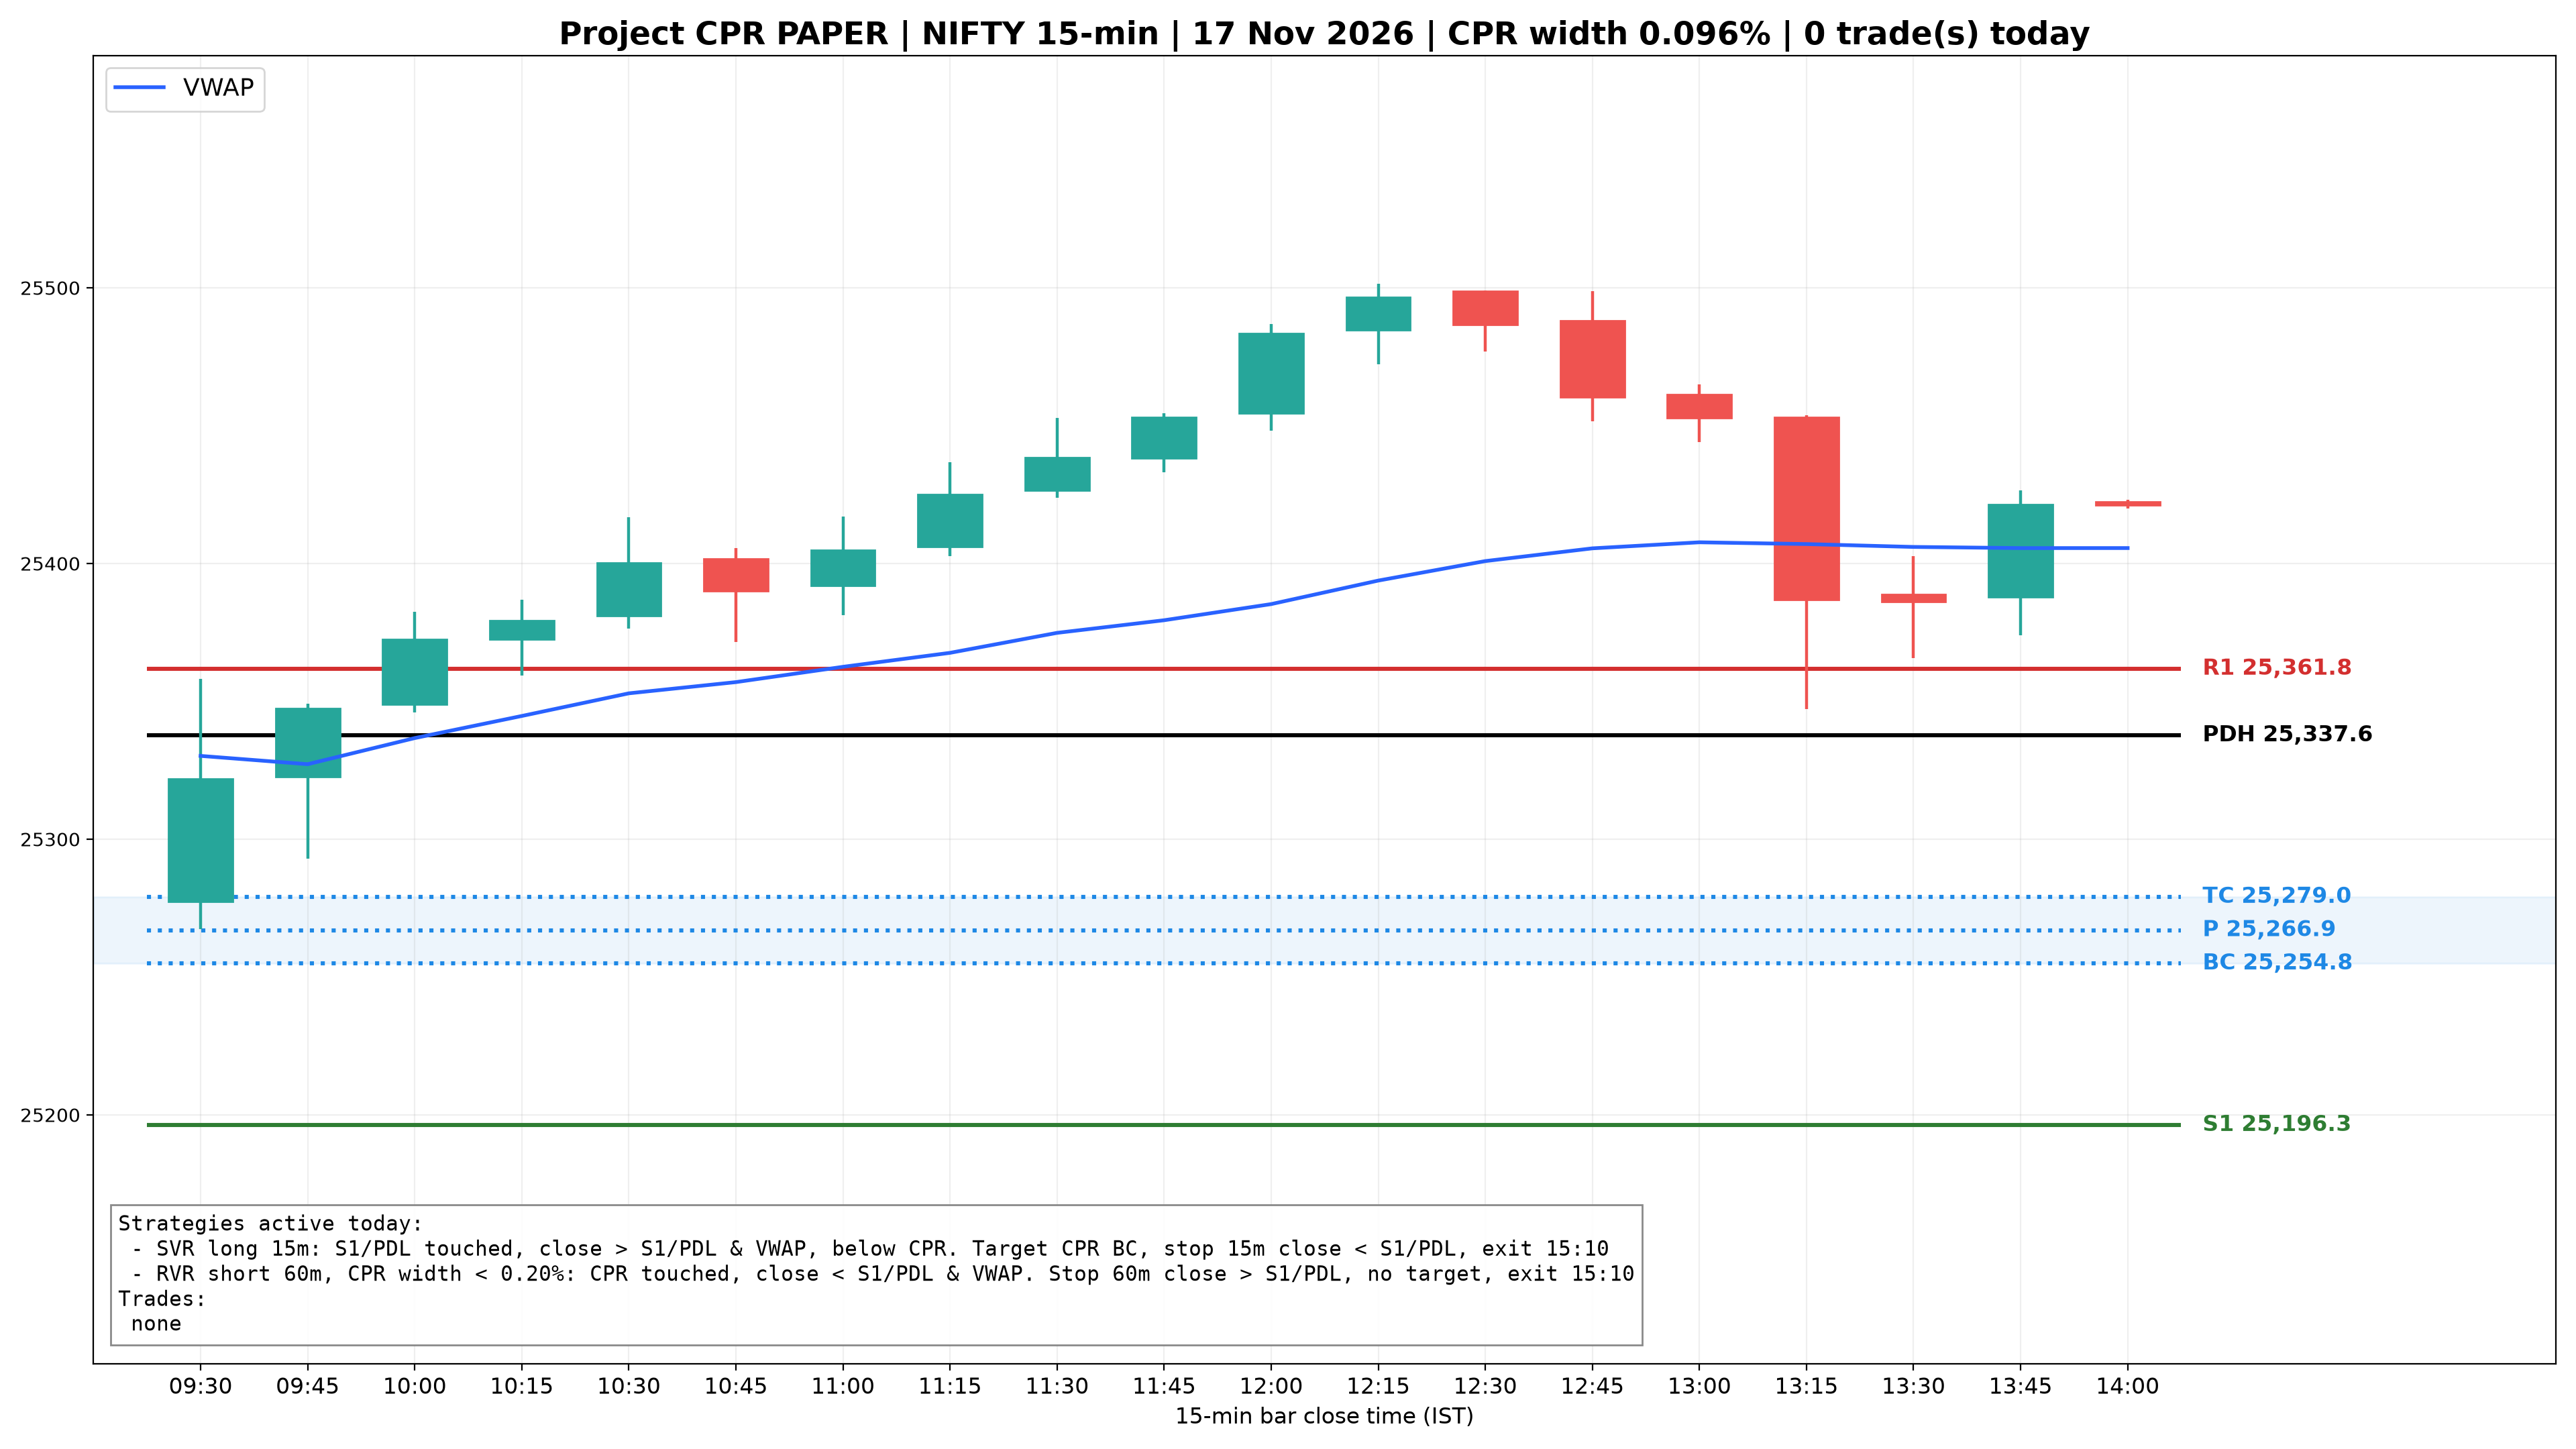 Project CPR PAPER | NIFTY 15-min | 17 Nov 2026 | CPR width 0.096% | 0 trade(s) today
VWAP
25500
25400
25300
25200
R1 25,361.8
PDH 25,337.6
TC 25,279.0
P 25,266.9
BC 25,254.8
S1 25,196.3
Strategies active today:
- SVR long 15m: S1/PDL touched, close > S1/PDL & VWAP, below CPR. Target CPR BC, stop 15m close < S1/PDL, exit 15:10
- RVR short 60m, CPR width < 0.20%: CPR touched, close < S1/PDL & VWAP. Stop 60m close > S1/PDL, no target, exit 15:10
Trades:
none
09:30 09:45 10:00 10:15 10:30 10:45 11:00 11:15 11:30 11:45 12:00 12:15 12:30 12:45 13:00 13:15 13:30 13:45 14:00
15-min bar close time (IST)